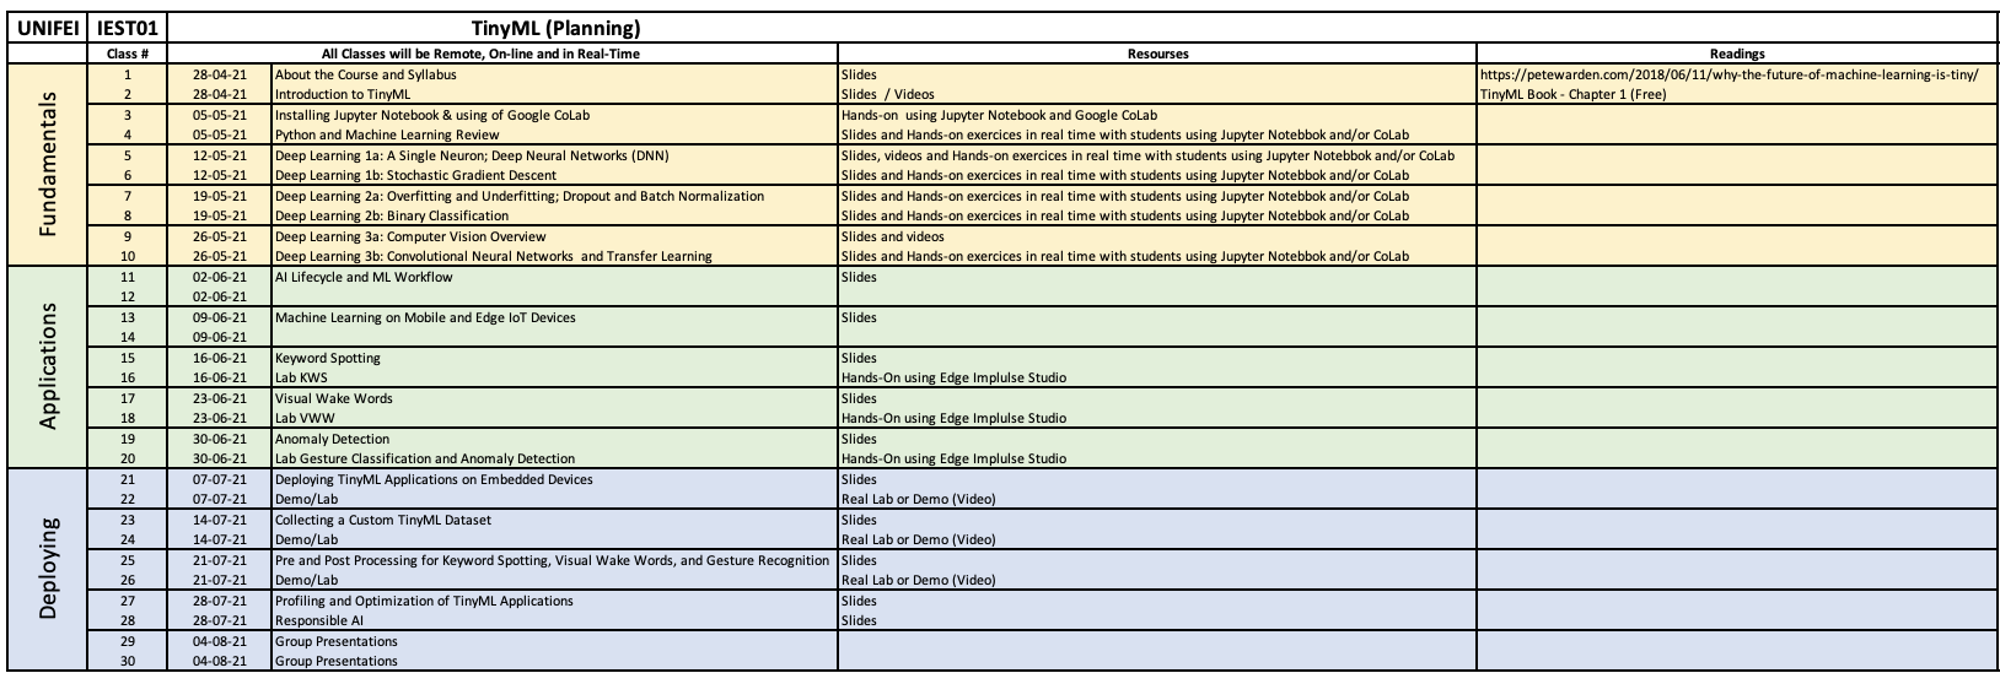 UNIFEI IEST01 TinyML (Planning)
Class # All Classes will be Remote, On-line and in Real-Time Resourses Readings
Fundamentals
1 28-04-21 About the Course and Syllabus Slides https://petewarden.com/2018/06/11/why-the-future-of-machine-learning-is-tiny/
2 28-04-21 Introduction to TinyML Slides / Videos TinyML Book - Chapter 1 (Free)
3 05-05-21 Installing Jupyter Notebook & using of Google CoLab Hands-on using Jupyter Notebook and Google CoLab
4 05-05-21 Python and Machine Learning Review Slides and Hands-on exercices in real time with students using Jupyter Notebbok and/or CoLab
5 12-05-21 Deep Learning 1a: A Single Neuron; Deep Neural Networks (DNN) Slides, videos and Hands-on exercices in real time with students using Jupyter Notebbok and/or CoLab
6 12-05-21 Deep Learning 1b: Stochastic Gradient Descent Slides and Hands-on exercices in real time with students using Jupyter Notebbok and/or CoLab
7 19-05-21 Deep Learning 2a: Overfitting and Underfitting; Dropout and Batch Normalization Slides and Hands-on exercices in real time with students using Jupyter Notebbok and/or CoLab
8 19-05-21 Deep Learning 2b: Binary Classification Slides and Hands-on exercices in real time with students using Jupyter Notebbok and/or CoLab
9 26-05-21 Deep Learning 3a: Computer Vision Overview Slides and videos
10 26-05-21 Deep Learning 3b: Convolutional Neural Networks and Transfer Learning Slides and Hands-on exercices in real time with students using Jupyter Notebbok and/or CoLab
Applications
11 02-06-21 AI Lifecycle and ML Workflow Slides
12 02-06-21
13 09-06-21 Machine Learning on Mobile and Edge IoT Devices Slides
14 09-06-21
15 16-06-21 Keyword Spotting Slides
16 16-06-21 Lab KWS Hands-On using Edge Implulse Studio
17 23-06-21 Visual Wake Words Slides
18 23-06-21 Lab VWW Hands-On using Edge Implulse Studio
19 30-06-21 Anomaly Detection Slides
20 30-06-21 Lab Gesture Classification and Anomaly Detection Hands-On using Edge Implulse Studio
Deploying
21 07-07-21 Deploying TinyML Applications on Embedded Devices Slides
22 07-07-21 Demo/Lab Real Lab or Demo (Video)
23 14-07-21 Collecting a Custom TinyML Dataset Slides
24 14-07-21 Demo/Lab Real Lab or Demo (Video)
25 21-07-21 Pre and Post Processing for Keyword Spotting, Visual Wake Words, and Gesture Recognition Slides
26 21-07-21 Demo/Lab Real Lab or Demo (Video)
27 28-07-21 Profiling and Optimization of TinyML Applications Slides
28 28-07-21 Responsible AI Slides
29 04-08-21 Group Presentations
30 04-08-21 Group Presentations